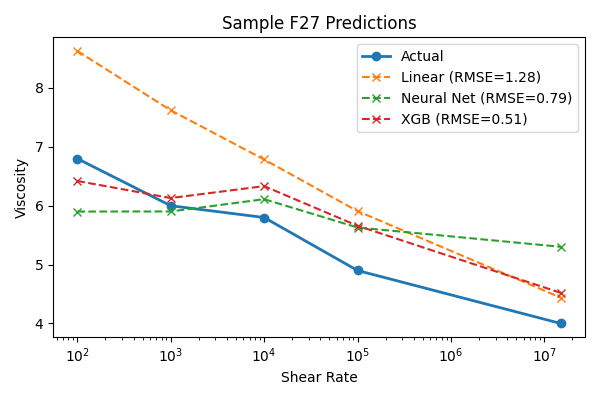 Sample F27 Predictions
Viscosity
8
7
6
5
4
Actual
Linear (RMSE=1.28)
Neural Net (RMSE=0.79)
XGB (RMSE=0.51)
10² 10³ 10⁴ 10⁵ 10⁶ 10⁷
Shear Rate